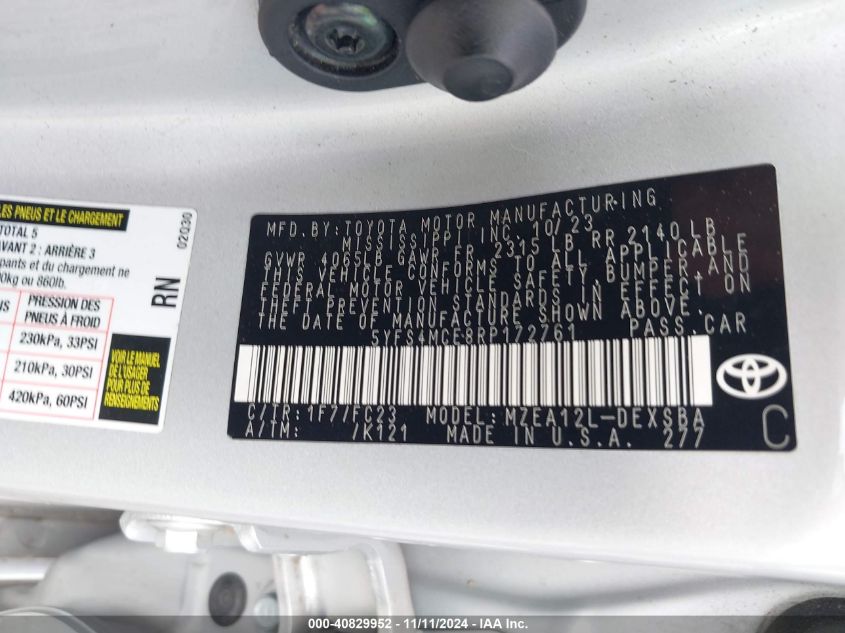 LES PNEUS ET LE CHARGEMENT
TOTAL 5
AVANT 2 : ARRIÈRE 3
pants et du chargement ne
00kg ou 860lb.
PRESSION DES
PNEUS À FROID
230kPa, 33PSI
210kPa, 30PSI
420kPa, 60PSI
02030
RN
VOIR LE MANUEL
DE L'USAGER
POUR PLUS DE
RENSEIGNEMENTS
MFD. BY: TOYOTA MOTOR MANUFACTURING
MISSISSIPPI INC. 10/23
GVWR 4065LB GAWR FR 2315 LB RR 2140 LB
THIS VEHICLE CONFORMS TO ALL APPLICABLE
FEDERAL MOTOR VEHICLE SAFETY, BUMPER, AND
THEFT PREVENTION STANDARDS IN EFFECT ON
THE DATE OF MANUFACTURE SHOWN ABOVE.
5YFS4MCE8RP172761 PASS. CAR
C/TR: 1F7/FC23 MODEL: MZEA12L-DEXSBA
A/TM: /K121 MADE IN U.S.A. 277
C
000-40829952 - 11/11/2024 - IAA Inc.